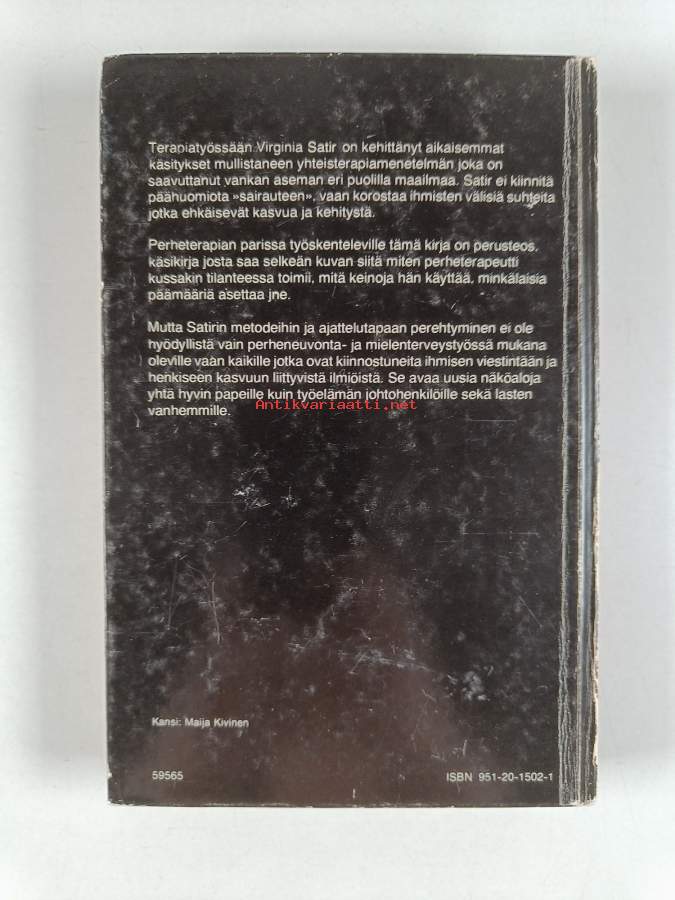 Terapiatyössään Virginia Satir on kehittänyt aikaisemmat
käsitykset mullistaneen yhteisterapiamenetelmän joka on
saavuttanut vankan aseman eri puolilla maailmaa. Satir ei kiinnitä
päähuomiota »sairauteen», vaan korostaa ihmisten välisiä suhteita
jotka ehkäisevät kasvua ja kehitystä.
Perheterapian parissa työskenteleville tämä kirja on perusteos,
käsikirja josta saa selkeän kuvan siitä miten perheterapeutti
kussakin tilanteessa toimii, mitä keinoja hän käyttää, minkälaisia
päämääriä asettaa jne.
Mutta Satirin metodeihin ja ajattelutapaan perehtyminen ei ole
hyödyllistä vain perheneuvonta- ja mielenterveystyössä mukana
oleville vaan kaikille jotka ovat kiinnostuneita ihmisen viestintään ja
henkiseen kasvuun liittyvistä ilmiöistä. Se avaa uusia näköaloja
yhtä hyvin papeille kuin työelämän johtohenkilöille sekä lasten
vanhemmille.
Antikvariaatti.net
Kansi: Maija Kivinen
59565
ISBN 951-20-1502-1